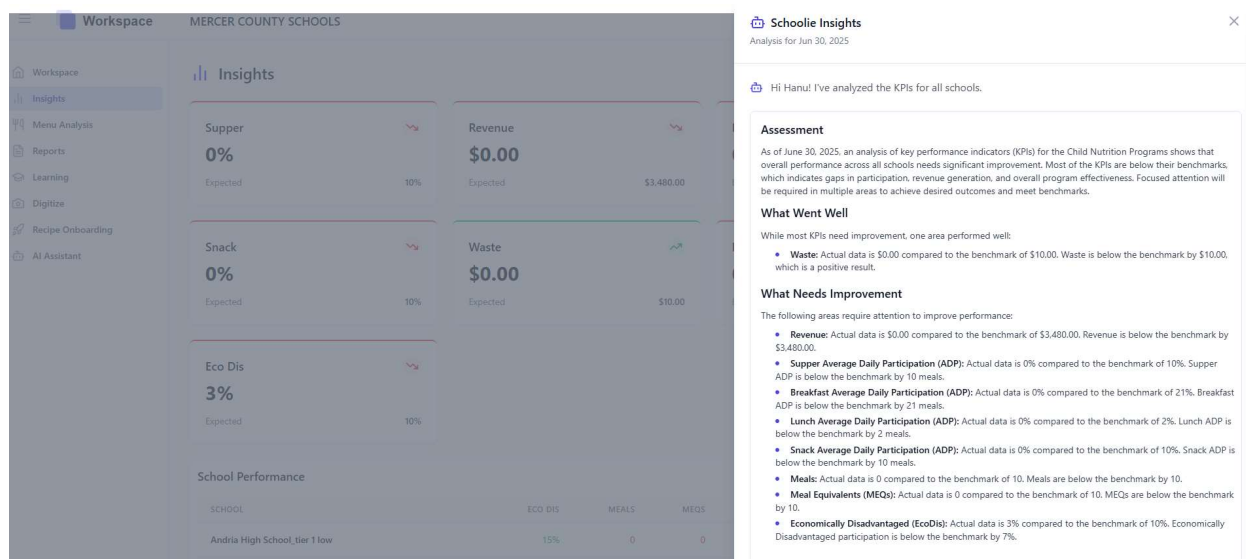 Workspace
MERCER COUNTY SCHOOLS
Workspace
Insights
Menu Analysis
Reports
Learning
Digitize
Recipe Onboarding
AI Assistant
Insights
Supper
0%
Expected 10%
Revenue
$0.00
Expected $3,480.00
Snack
0%
Expected 10%
Waste
$0.00
Expected $10.00
Eco Dis
3%
Expected 10%
School Performance
SCHOOL ECO DIS MEALS MEQS
Andria High School_tier 1 low 15% 0 0
Schoolie Insights
Analysis for Jun 30, 2025
Hi Hanu! I've analyzed the KPIs for all schools.
Assessment
As of June 30, 2025, an analysis of key performance indicators (KPIs) for the Child Nutrition Programs shows that
overall performance across all schools needs significant improvement. Most of the KPIs are below their benchmarks,
which indicates gaps in participation, revenue generation, and overall program effectiveness. Focused attention will
be required in multiple areas to achieve desired outcomes and meet benchmarks.
What Went Well
While most KPIs need improvement, one area performed well:
• Waste: Actual data is $0.00 compared to the benchmark of $10.00. Waste is below the benchmark by $10.00,
which is a positive result.
What Needs Improvement
The following areas require attention to improve performance:
• Revenue: Actual data is $0.00 compared to the benchmark of $3,480.00. Revenue is below the benchmark by
$3,480.00.
• Supper Average Daily Participation (ADP): Actual data is 0% compared to the benchmark of 10%. Supper
ADP is below the benchmark by 10 meals.
• Breakfast Average Daily Participation (ADP): Actual data is 0% compared to the benchmark of 21%. Breakfast
ADP is below the benchmark by 21 meals.
• Lunch Average Daily Participation (ADP): Actual data is 0% compared to the benchmark of 2%. Lunch ADP is
below the benchmark by 2 meals.
• Snack Average Daily Participation (ADP): Actual data is 0% compared to the benchmark of 10%. Snack ADP is
below the benchmark by 10 meals.
• Meals: Actual data is 0 compared to the benchmark of 10. Meals are below the benchmark by 10.
• Meal Equivalents (MEQs): Actual data is 0 compared to the benchmark of 10. MEQs are below the benchmark
by 10.
• Economically Disadvantaged (EcoDis): Actual data is 3% compared to the benchmark of 10%. Economically
Disadvantaged participation is below the benchmark by 7%.